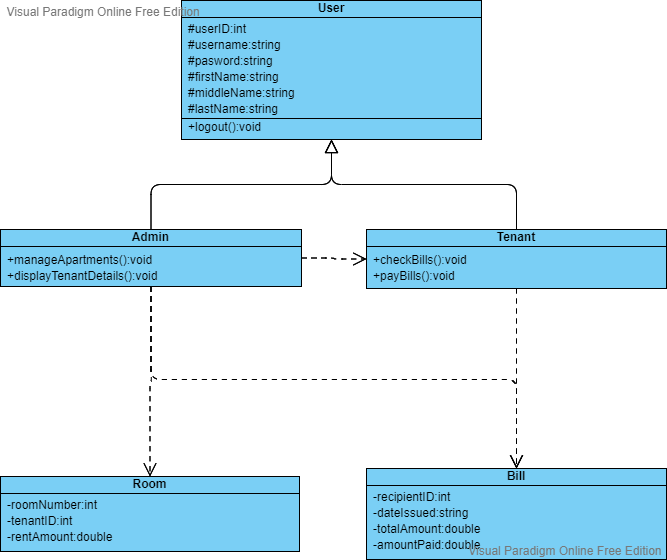 Visual Paradigm Online Free Edition
User
#userID:int
#username:string
#pasword:string
#firstName:string
#middleName:string
#lastName:string
+logout():void
Admin
+manageApartments():void
+displayTenantDetails():void
Tenant
+checkBills():void
+payBills():void
Room
-roomNumber:int
-tenantID:int
-rentAmount:double
Bill
-recipientID:int
-dateIssued:string
-totalAmount:double
-amountPaid:double
Visual Paradigm Online Free Edition